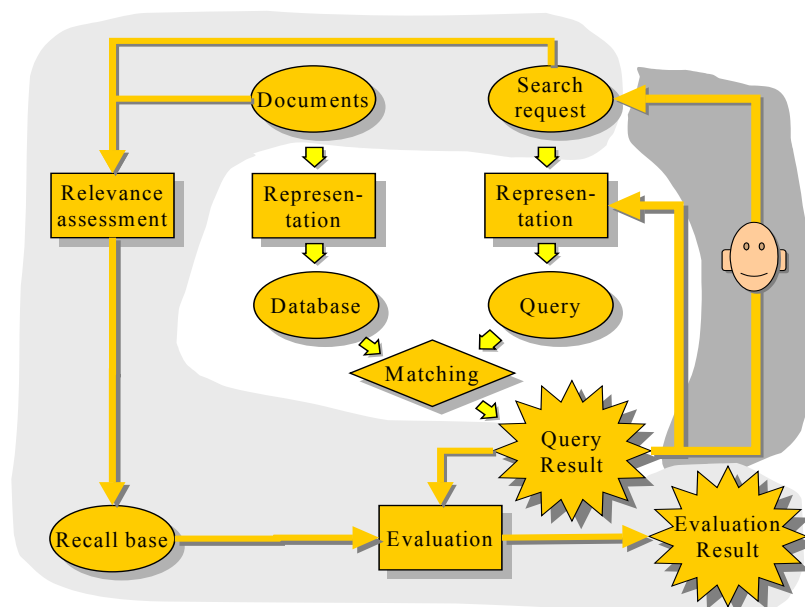 Documents
Search
request
Relevance
assessment
Represen-
tation
Represen-
tation
Database
Query
Matching
Query
Result
Recall base
Evaluation
Evaluation
Result